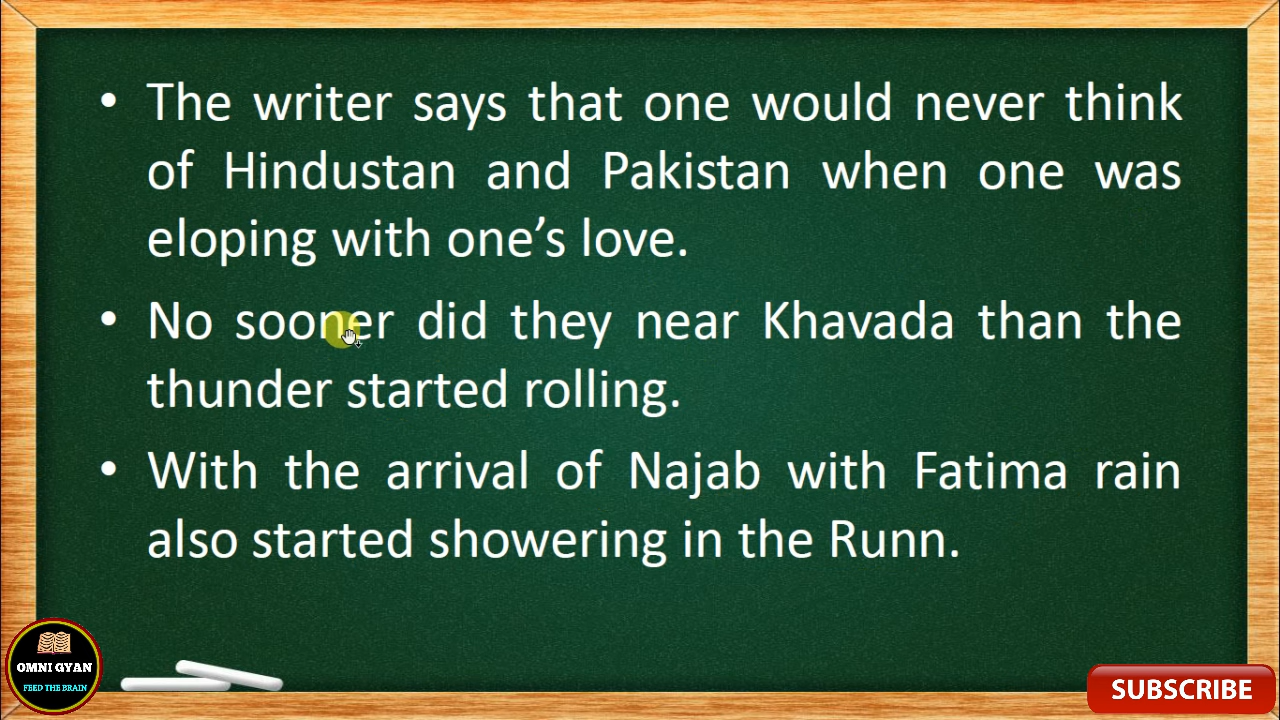 • The writer says that one would never think
of Hindustan and Pakistan when one was
eloping with one’s love.
• No sooner did they near Khavada than the
thunder started rolling.
• With the arrival of Najab with Fatima rain
also started showering in the Runn.
OMNI GYAN
FEED THE BRAIN
SUBSCRIBE